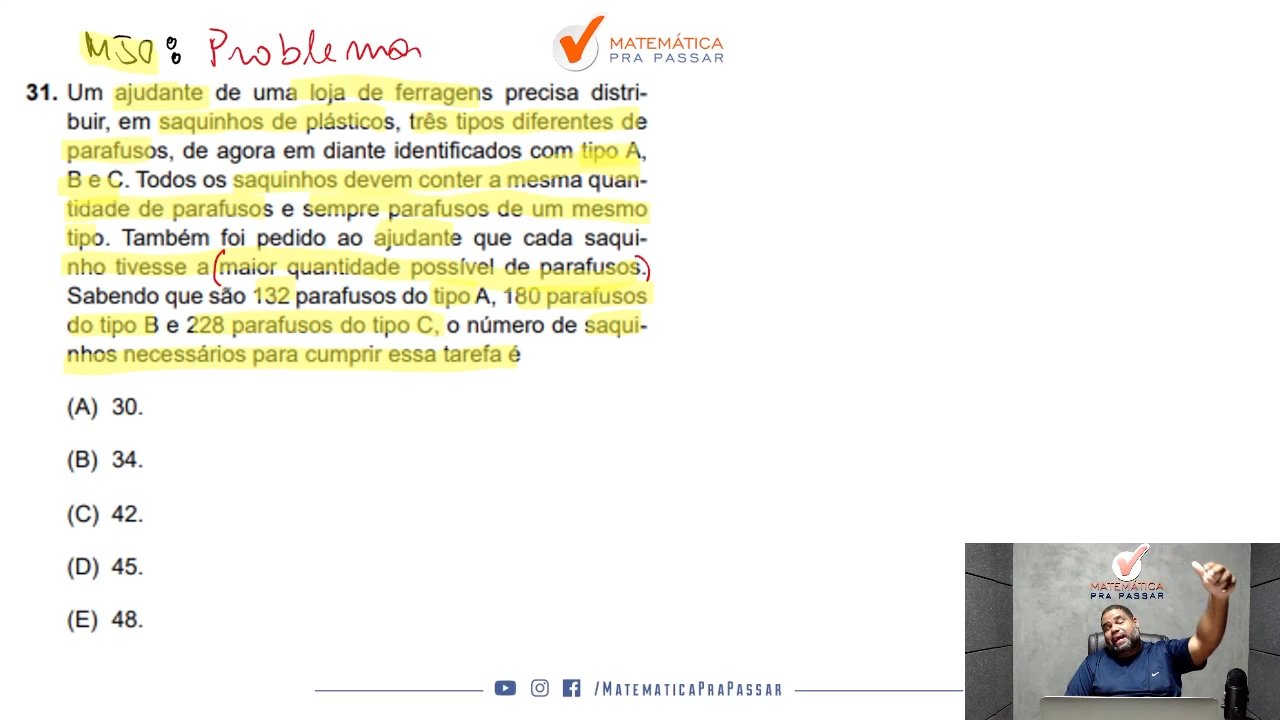 MJD: Problemas
MATEMÁTICA
PRA PASSAR
31. Um ajudante de uma loja de ferragens precisa distri-
buir, em saquinhos de plásticos, três tipos diferentes de
parafusos, de agora em diante identificados com tipo A,
B e C. Todos os saquinhos devem conter a mesma quan-
tidade de parafusos e sempre parafusos de um mesmo
tipo. Também foi pedido ao ajudante que cada saqui-
nho tivesse a (maior quantidade possível de parafusos.)
Sabendo que são 132 parafusos do tipo A, 180 parafusos
do tipo B e 228 parafusos do tipo C, o número de saqui-
nhos necessários para cumprir essa tarefa é
(A) 30.
(B) 34.
(C) 42.
(D) 45.
(E) 48.
MATEMÁTICA
PRA PASSAR
/MATEMATICAPRAPASSAR